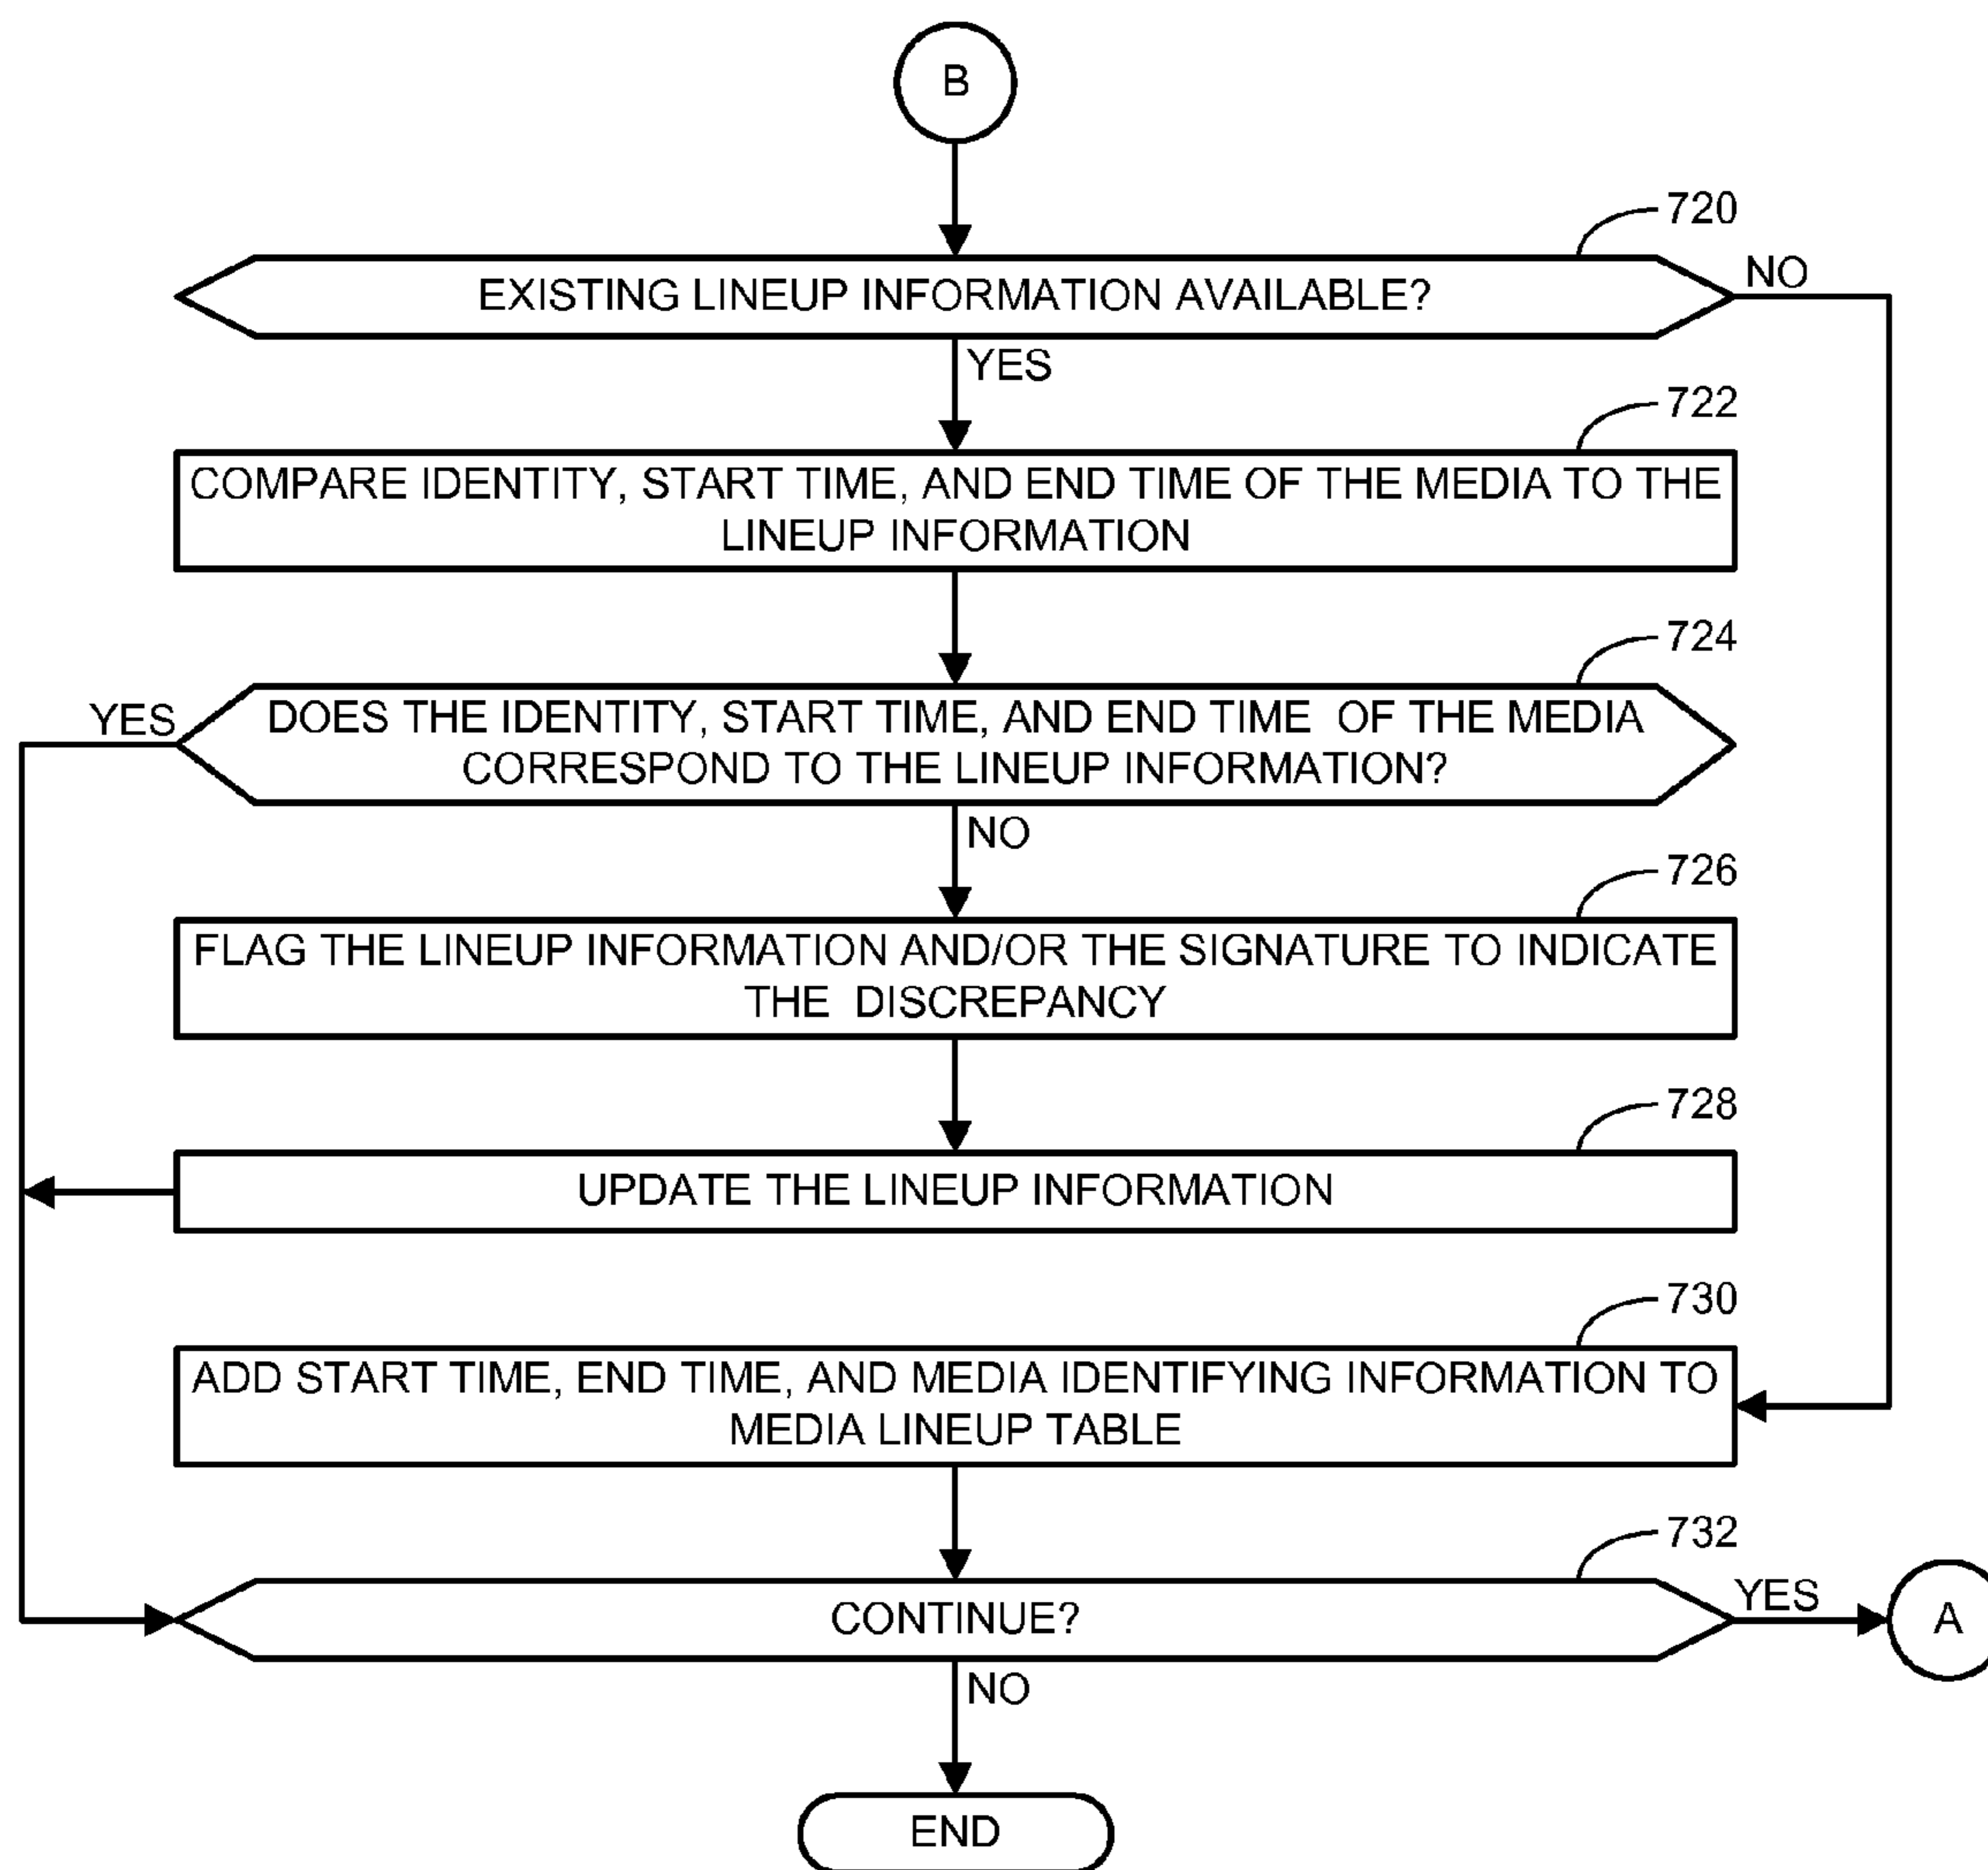 B
720
EXISTING LINEUP INFORMATION AVAILABLE?
NO
YES
722
COMPARE IDENTITY, START TIME, AND END TIME OF THE MEDIA TO THE
LINEUP INFORMATION
724
YES
DOES THE IDENTITY, START TIME, AND END TIME OF THE MEDIA
CORRESPOND TO THE LINEUP INFORMATION?
NO
726
FLAG THE LINEUP INFORMATION AND/OR THE SIGNATURE TO INDICATE
THE DISCREPANCY
728
UPDATE THE LINEUP INFORMATION
730
ADD START TIME, END TIME, AND MEDIA IDENTIFYING INFORMATION TO
MEDIA LINEUP TABLE
732
CONTINUE?
YES
A
NO
END